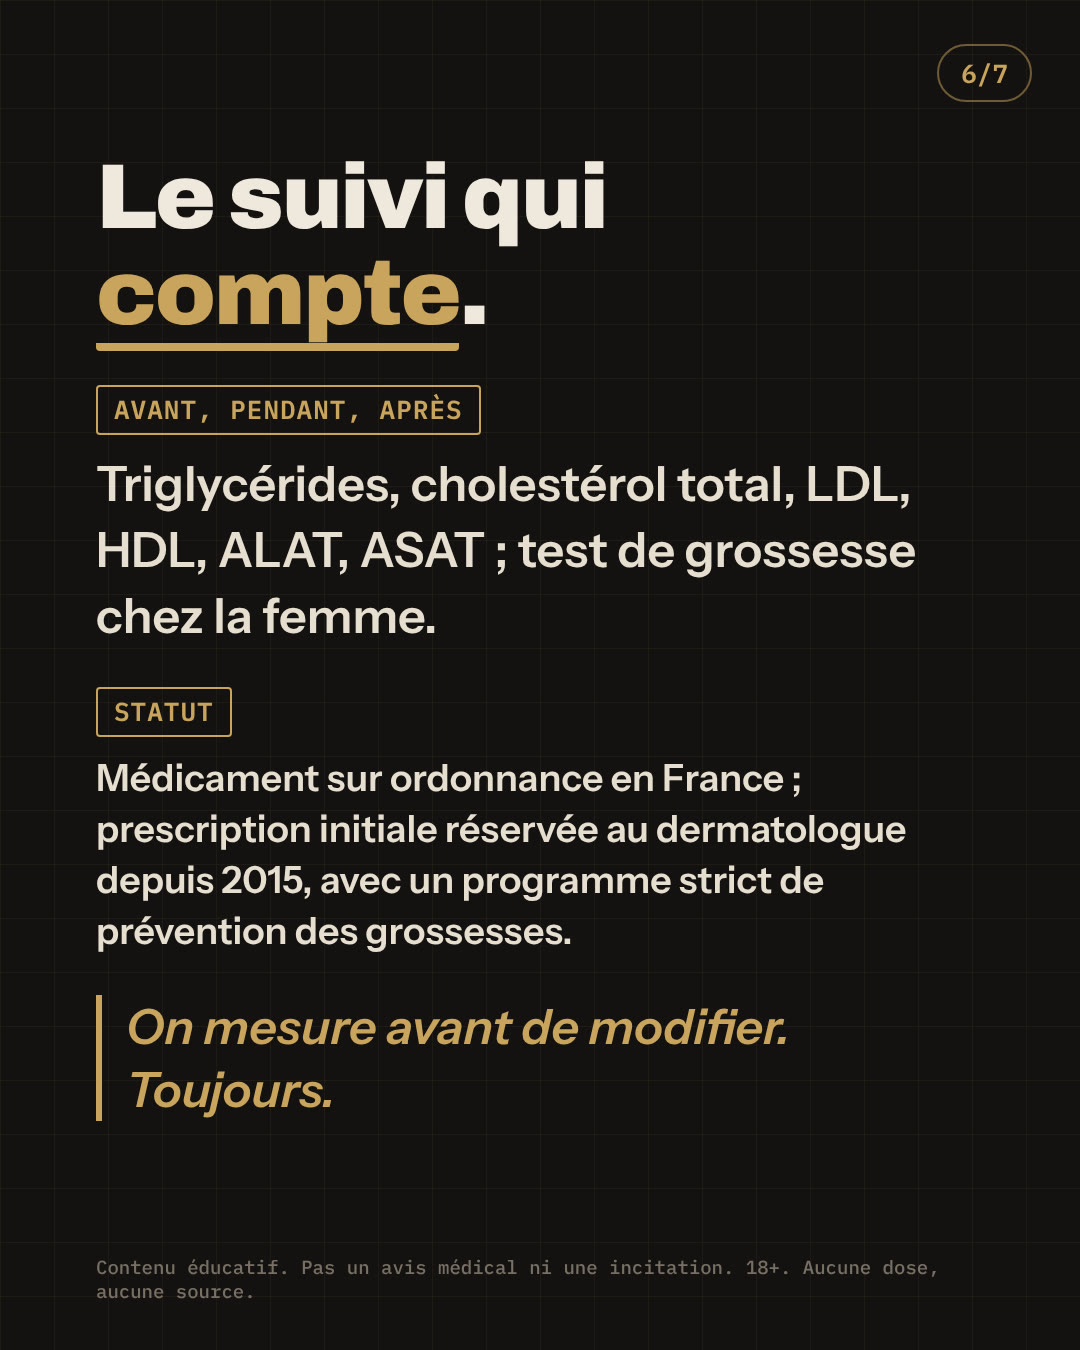 6/7
Le suivi qui
compte.
AVANT, PENDANT, APRÈS
Triglycérides, cholestérol total, LDL,
HDL, ALAT, ASAT ; test de grossesse
chez la femme.
STATUT
Médicament sur ordonnance en France ;
prescription initiale réservée au dermatologue
depuis 2015, avec un programme strict de
prévention des grossesses.
On mesure avant de modifier.
Toujours.
Contenu éducatif. Pas un avis médical ni une incitation. 18+. Aucune dose,
aucune source.